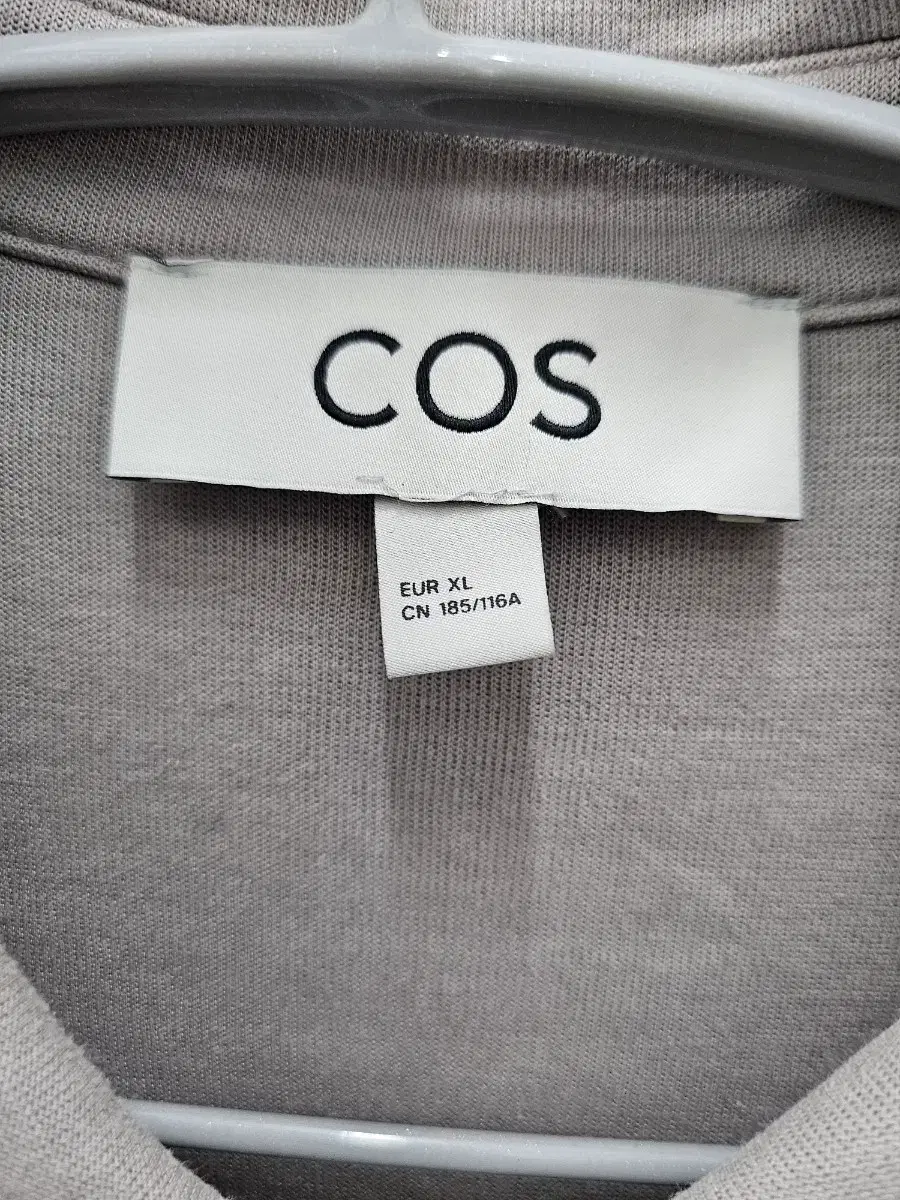 COS
EUR XL
CN 185/116A